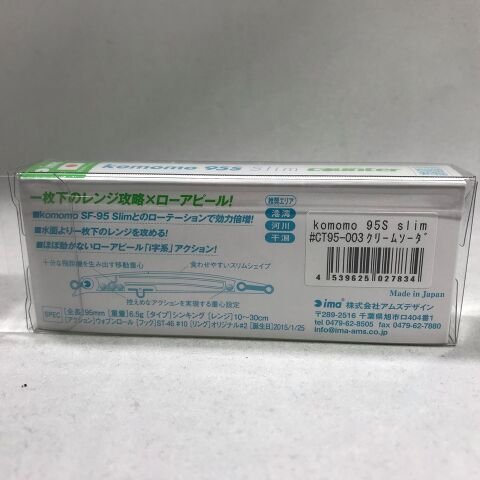 komomo 95S Slim counter
一枚下のレンジ攻略×ローアピール!
■komomo SF-95 Slimとのローテーションで効力倍増!
■水面より一枚下のレンジを攻める!
■ほぼ動かないローアピール「i字系」アクション!
推奨エリア
港湾
河川
干潟
komomo 95S slim
#CT95-003クリームソーダ
4 539625 027834
十分な飛距離を生み出す移動重心
食わせやすいスリムシェイプ
控えめなアクションを実現する重心設定
Made in Japan
ima 株式会社アムズデザイン
〒289-2516 千葉県旭市ロ404番1
tel 0479-62-8505 fax 0479-62-7880
info@ima-ams.co.jp
SPEC
[全長]95mm[重量]6.5g[タイプ]シンキング[レンジ]10〜30cm
[アクション]ウォブンロール[フック]ST-46 #10[リング]オリジナル#2[誕生日]2015/1/25